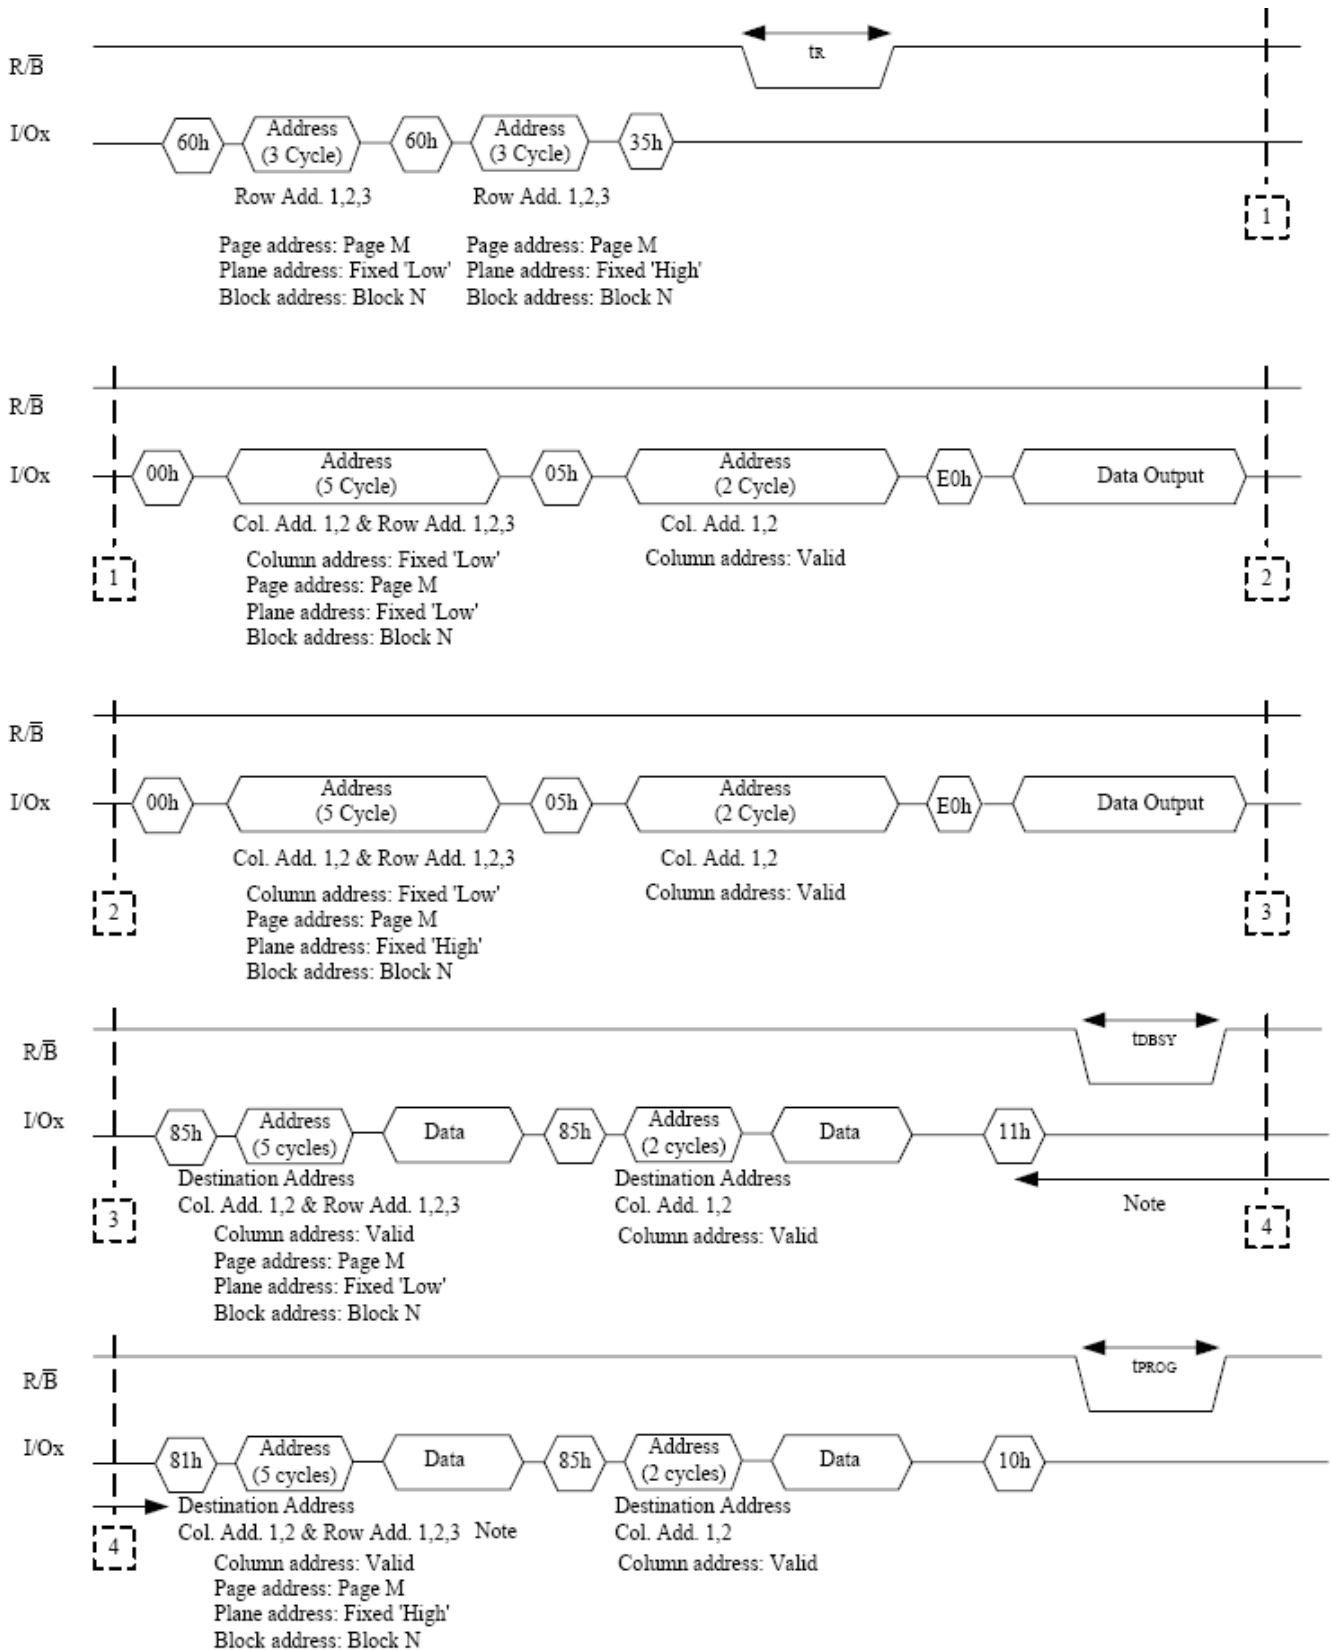 R/B̅
tR
I/Ox
60h
Address
(3 Cycle)
60h
Address
(3 Cycle)
35h
Row Add. 1,2,3
Row Add. 1,2,3
1
Page address: Page M
Plane address: Fixed 'Low'
Block address: Block N
Page address: Page M
Plane address: Fixed 'High'
Block address: Block N
R/B̅
I/Ox
00h
Address
(5 Cycle)
05h
Address
(2 Cycle)
E0h
Data Output
Col. Add. 1,2 & Row Add. 1,2,3
Col. Add. 1,2
Column address: Fixed 'Low'
Page address: Page M
Plane address: Fixed 'Low'
Block address: Block N
Column address: Valid
1
2
R/B̅
I/Ox
00h
Address
(5 Cycle)
05h
Address
(2 Cycle)
E0h
Data Output
Col. Add. 1,2 & Row Add. 1,2,3
Col. Add. 1,2
Column address: Fixed 'Low'
Page address: Page M
Plane address: Fixed 'High'
Block address: Block N
Column address: Valid
2
3
R/B̅
tDBSY
I/Ox
85h
Address
(5 cycles)
Data
85h
Address
(2 cycles)
Data
11h
Destination Address
Col. Add. 1,2 & Row Add. 1,2,3
Column address: Valid
Page address: Page M
Plane address: Fixed 'Low'
Block address: Block N
Destination Address
Col. Add. 1,2
Column address: Valid
Note
3
4
R/B̅
tPROG
I/Ox
81h
Address
(5 cycles)
Data
85h
Address
(2 cycles)
Data
10h
Destination Address
Col. Add. 1,2 & Row Add. 1,2,3 Note
Column address: Valid
Page address: Page M
Plane address: Fixed 'High'
Block address: Block N
Destination Address
Col. Add. 1,2
Column address: Valid
4